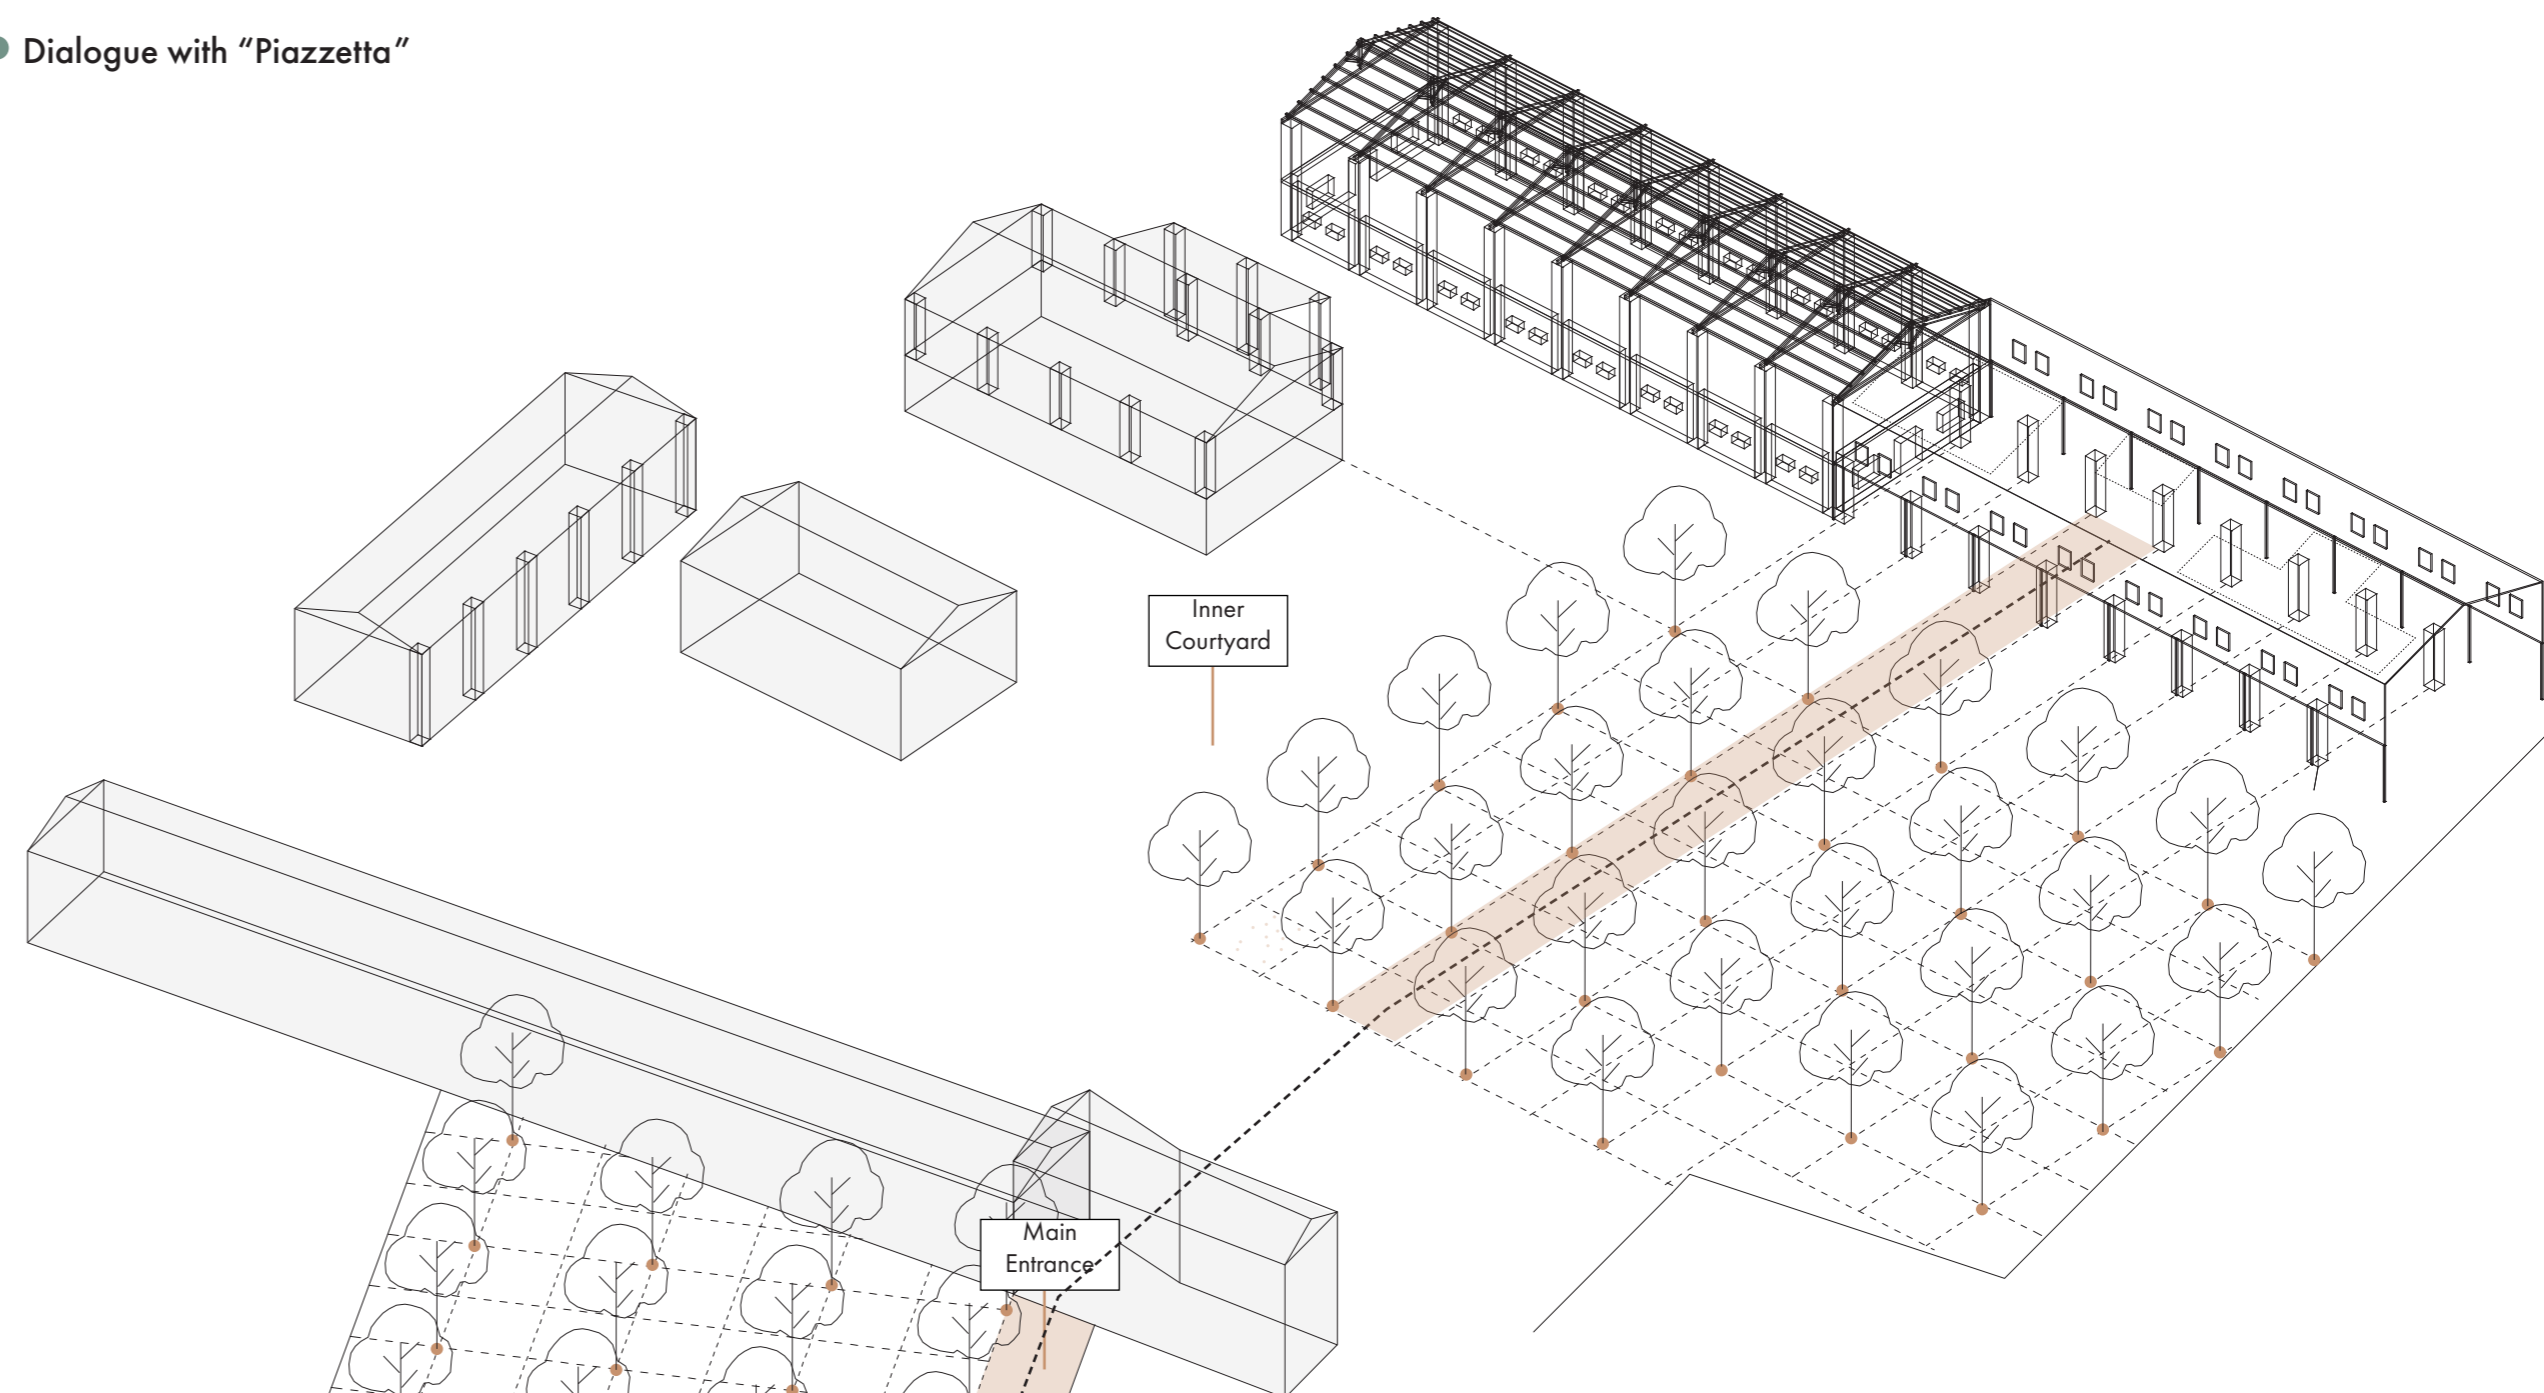 Dialogue with “Piazzetta”
Inner
Courtyard
Main
Entrance